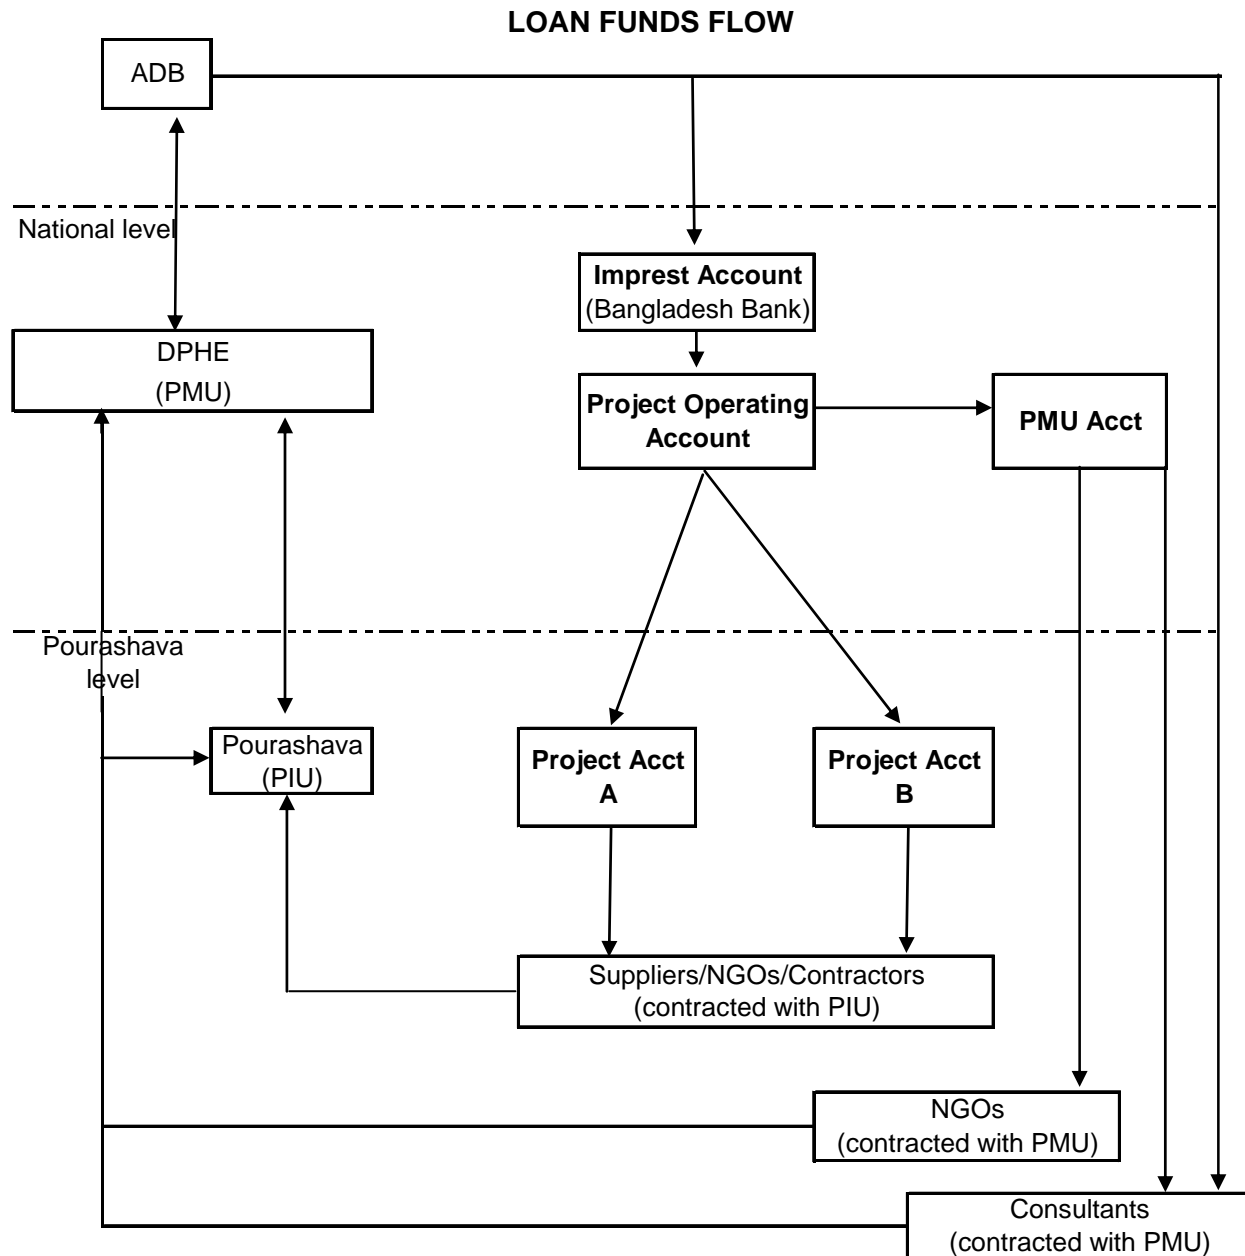 LOAN FUNDS FLOW
ADB
National level
Imprest Account
(Bangladesh Bank)
DPHE
(PMU)
Project Operating
Account
PMU Acct
Pourashava
level
Pourashava
(PIU)
Project Acct
A
Project Acct
B
Suppliers/NGOs/Contractors
(contracted with PIU)
NGOs
(contracted with PMU)
Consultants
(contracted with PMU)